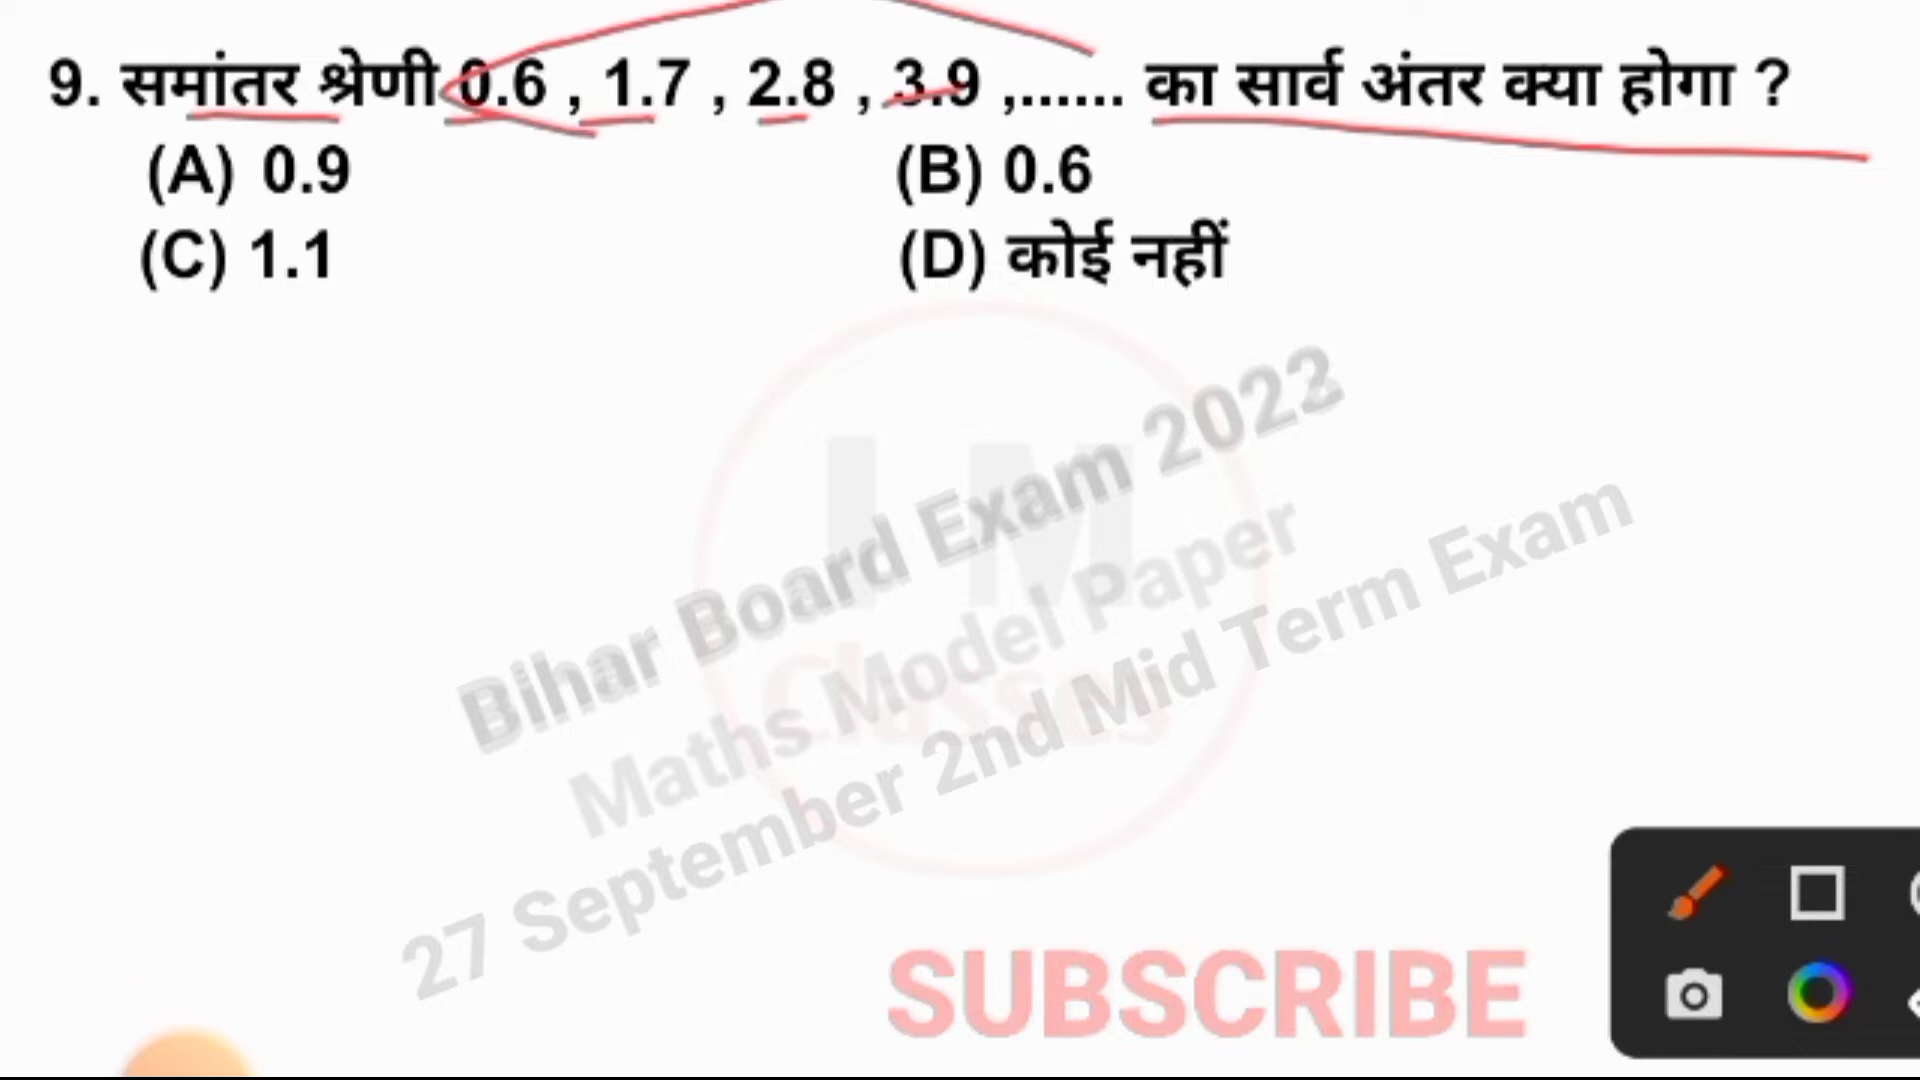 9. समांतर श्रेणी 0.6 , 1.7 , 2.8 , 3.9 ,...... का सार्व अंतर क्या होगा ?
(A) 0.9 (B) 0.6
(C) 1.1 (D) कोई नहीं
Bihar Board Exam 2022
Maths Model Paper
27 September 2nd Mid Term Exam
Classes
SUBSCRIBE